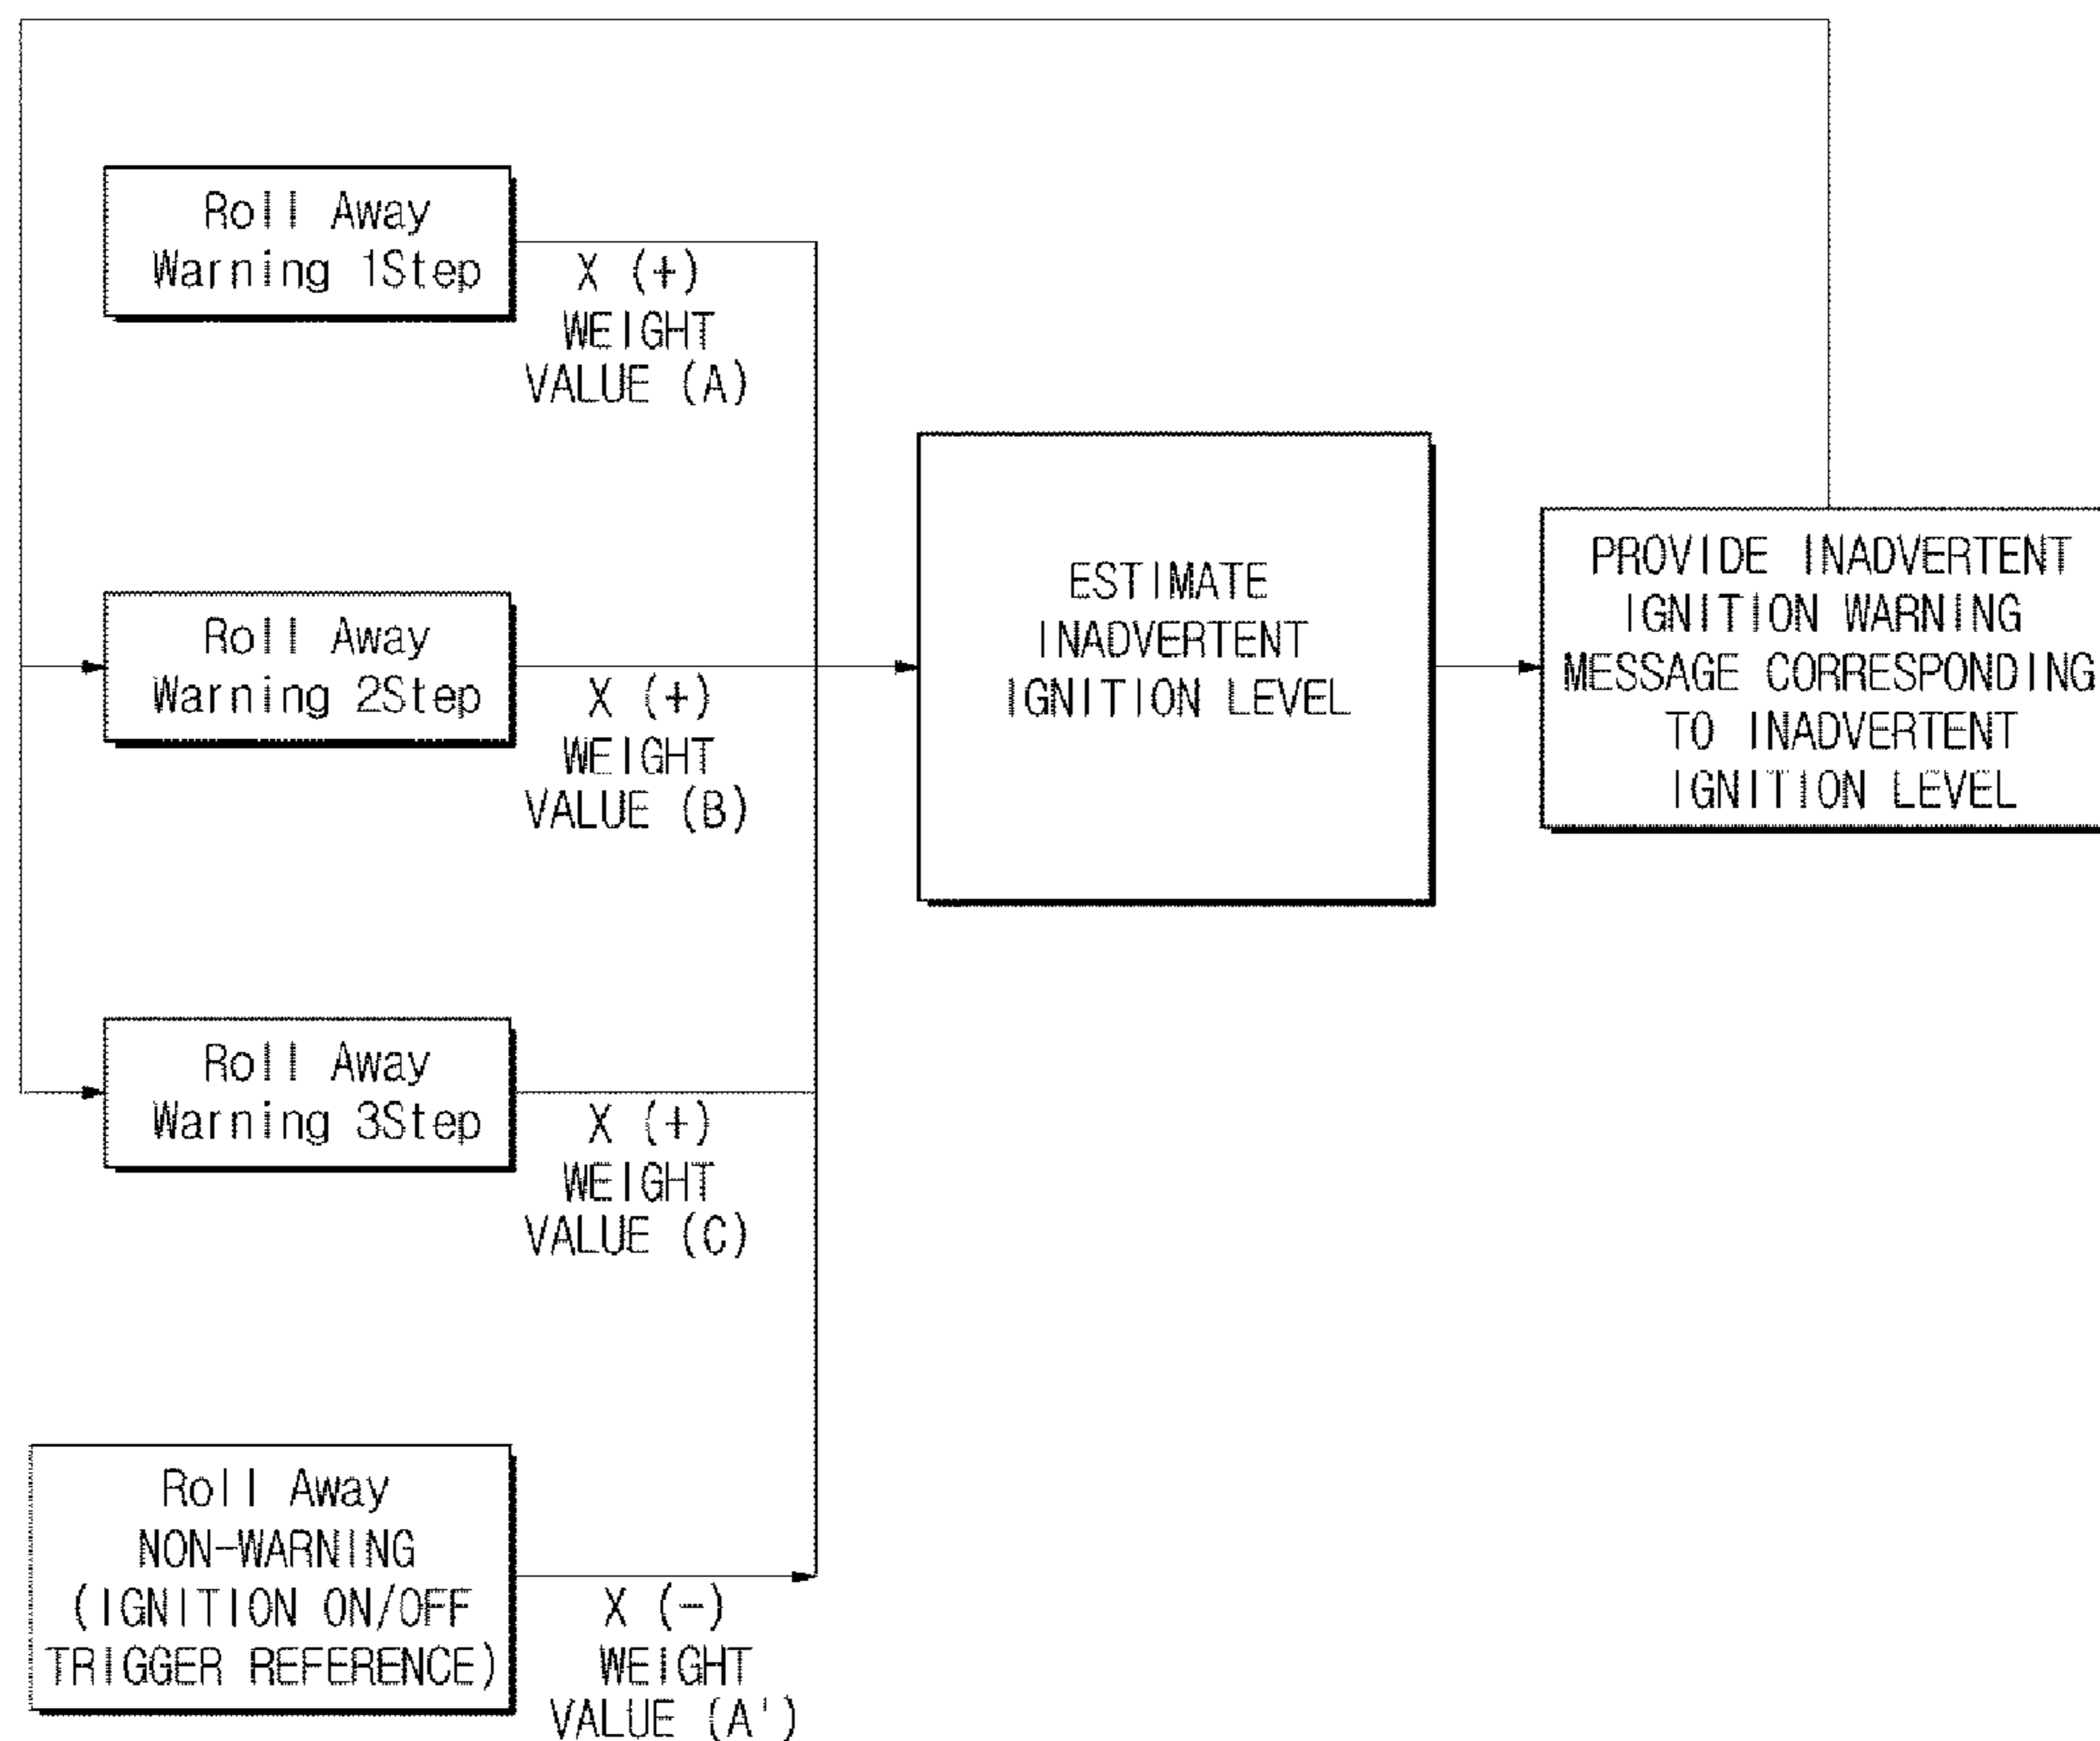 Roll Away
Warning 1Step
X (+)
WEIGHT
VALUE (A)
Roll Away
Warning 2Step
X (+)
WEIGHT
VALUE (B)
Roll Away
Warning 3Step
X (+)
WEIGHT
VALUE (C)
Roll Away
NON-WARNING
(IGNITION ON/OFF
TRIGGER REFERENCE)
X (-)
WEIGHT
VALUE (A')
ESTIMATE
INADVERTENT
IGNITION LEVEL
PROVIDE INADVERTENT
IGNITION WARNING
MESSAGE CORRESPONDING
TO INADVERTENT
IGNITION LEVEL